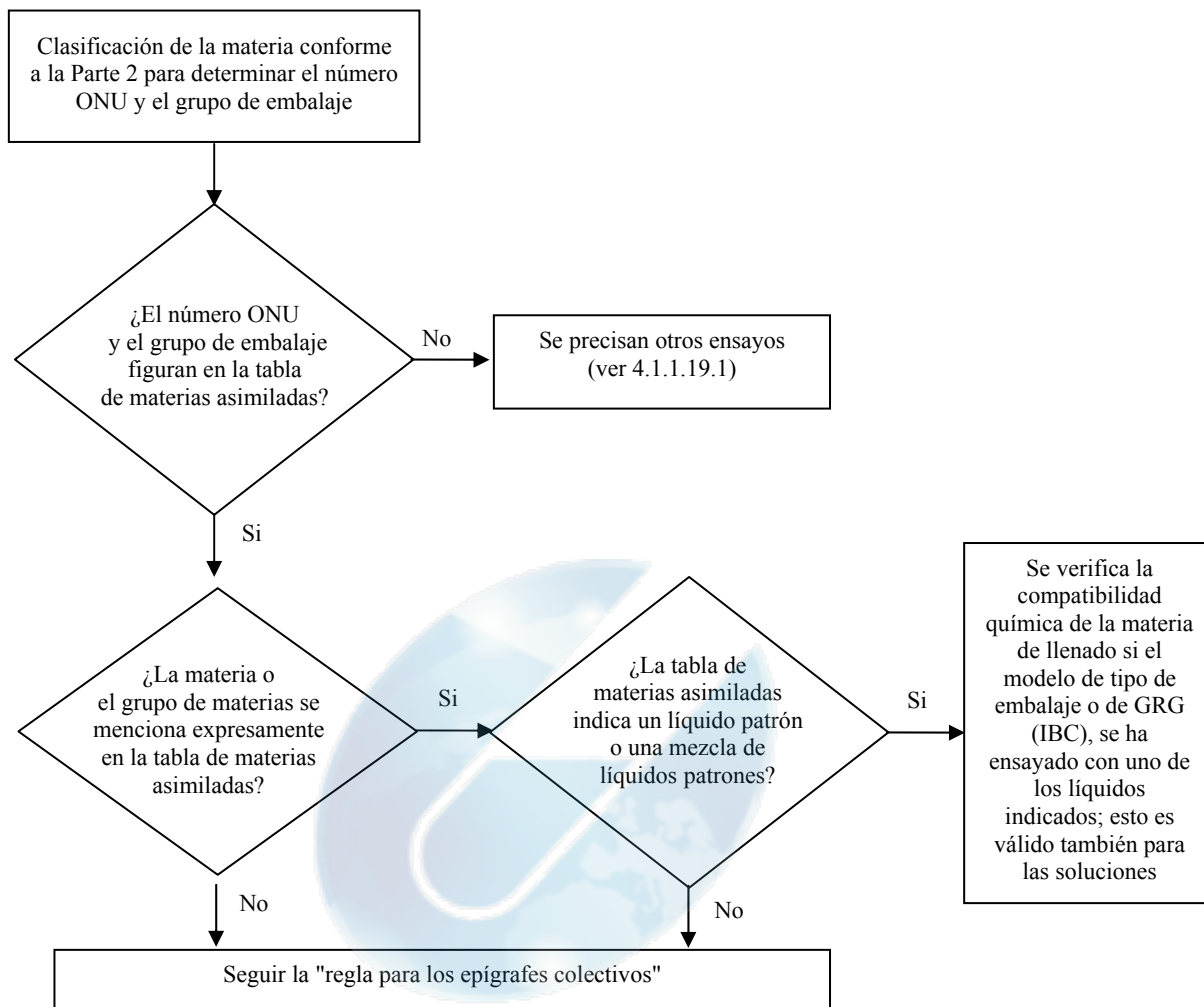 Clasificación de la materia conforme
a la Parte 2 para determinar el número
ONU y el grupo de embalaje
¿El número ONU
y el grupo de embalaje
figuran en la tabla
de materias asimiladas?
No
Se precisan otros ensayos
(ver 4.1.1.19.1)
Si
¿La materia o
el grupo de materias se
menciona expresamente
en la tabla de materias
asimiladas?
Si
¿La tabla de
materias asimiladas
indica un líquido patrón
o una mezcla de
líquidos patrones?
Si
Se verifica la
compatibilidad
química de la materia
de llenado si el
modelo de tipo de
embalaje o de GRG
(IBC), se ha
ensayado con uno de
los líquidos
indicados; esto es
válido también para
las soluciones
No
No
Seguir la "regla para los epígrafes colectivos"